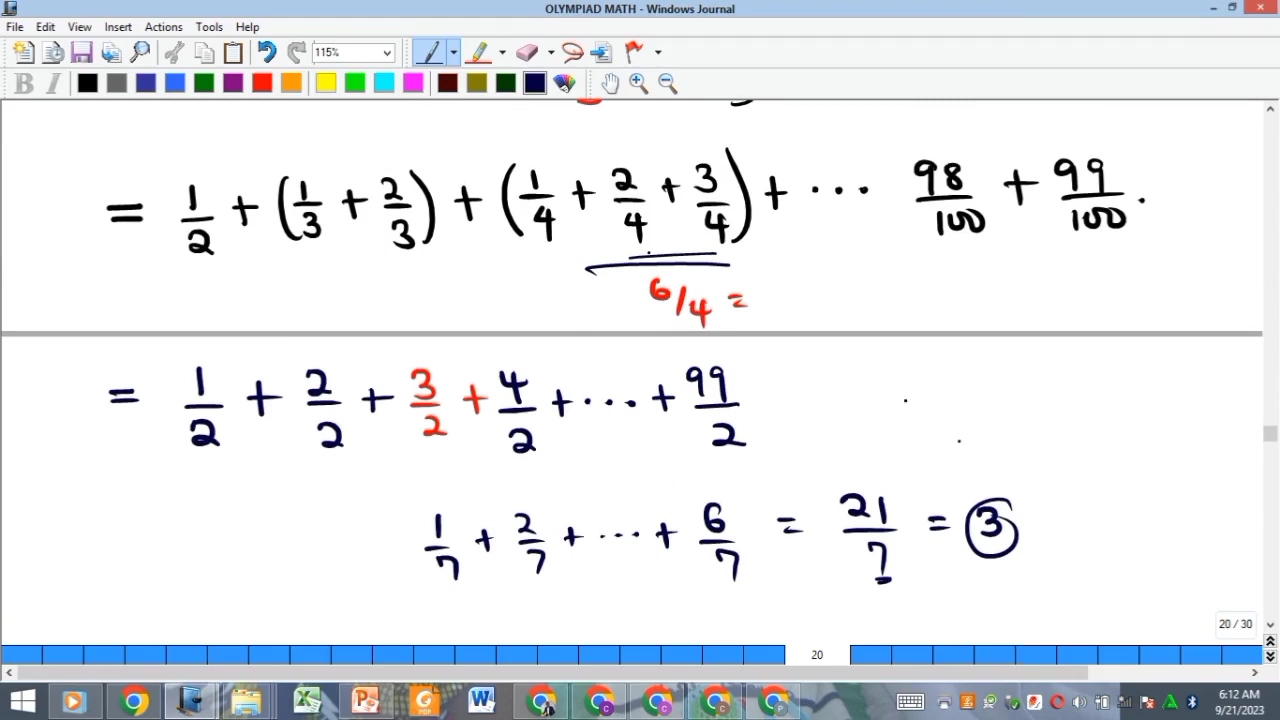 OLYMPIAD MATH - Windows Journal
File Edit View Insert Actions Tools Help
115%
B I
= 1/2 + (1/3 + 2/3) + (1/4 + 2/4 + 3/4) + ... 98/100 + 99/100.
6/4 =
= 1/2 + 2/2 + 3/2 + 4/2 + ... + 99/2
1/7 + 2/7 + ... + 6/7 = 21/7 = 3
20 / 30
20
6:12 AM
9/21/2023